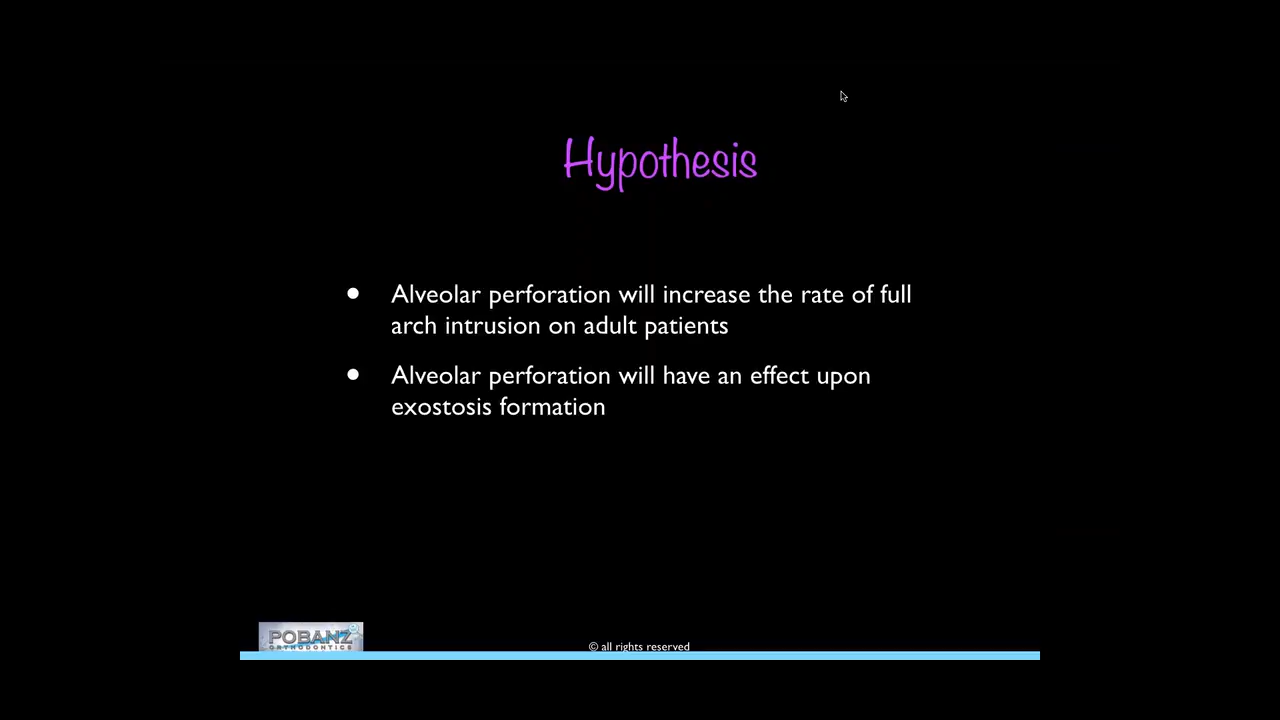 Hypothesis
● Alveolar perforation will increase the rate of full
arch intrusion on adult patients
● Alveolar perforation will have an effect upon
exostosis formation
POBANZ
ORTHODONTICS
© all rights reserved